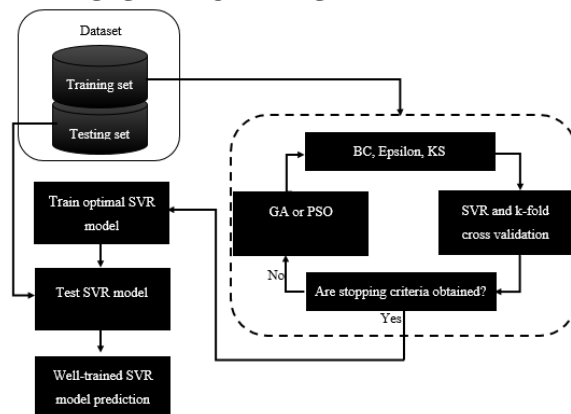 Dataset
Training set
Testing set
BC, Epsilon, KS
Train optimal SVR
model
GA or PSO
SVR and k-fold
cross validation
No
Are stopping criteria obtained?
Yes
Test SVR model
Well-trained SVR
model prediction